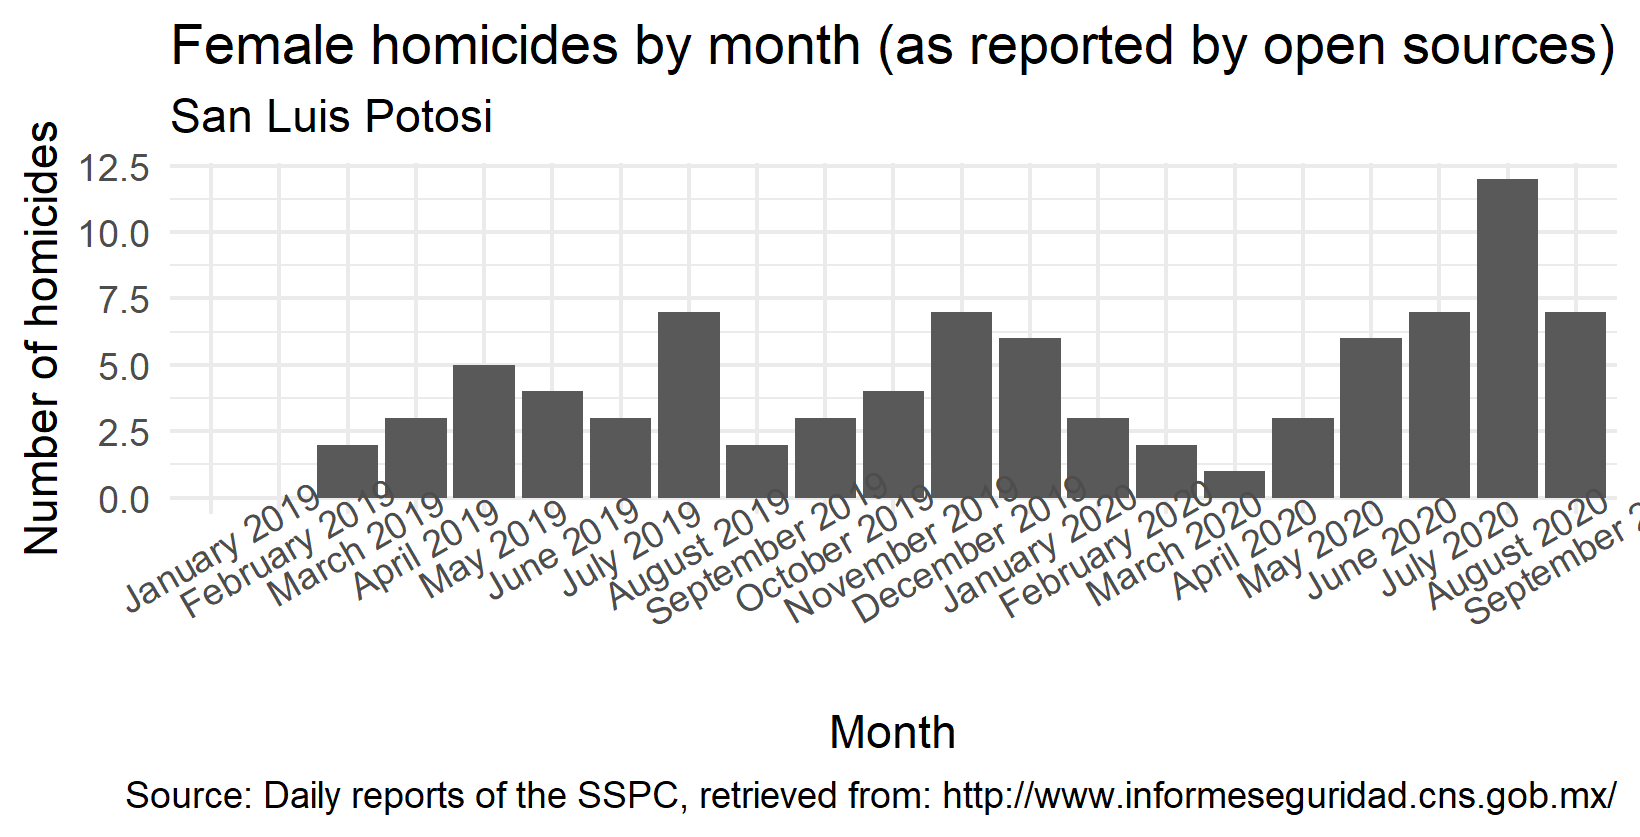 Female homicides by month (as reported by open sources)
San Luis Potosi
Number of homicides
12.5
10.0
7.5
5.0
2.5
0.0
January 2019
February 2019
March 2019
April 2019
May 2019
June 2019
July 2019
August 2019
September 2019
October 2019
November 2019
December 2019
January 2020
February 2020
March 2020
April 2020
May 2020
June 2020
July 2020
August 2020
September 2
Month
Source: Daily reports of the SSPC, retrieved from: http://www.informeseguridad.cns.gob.mx/